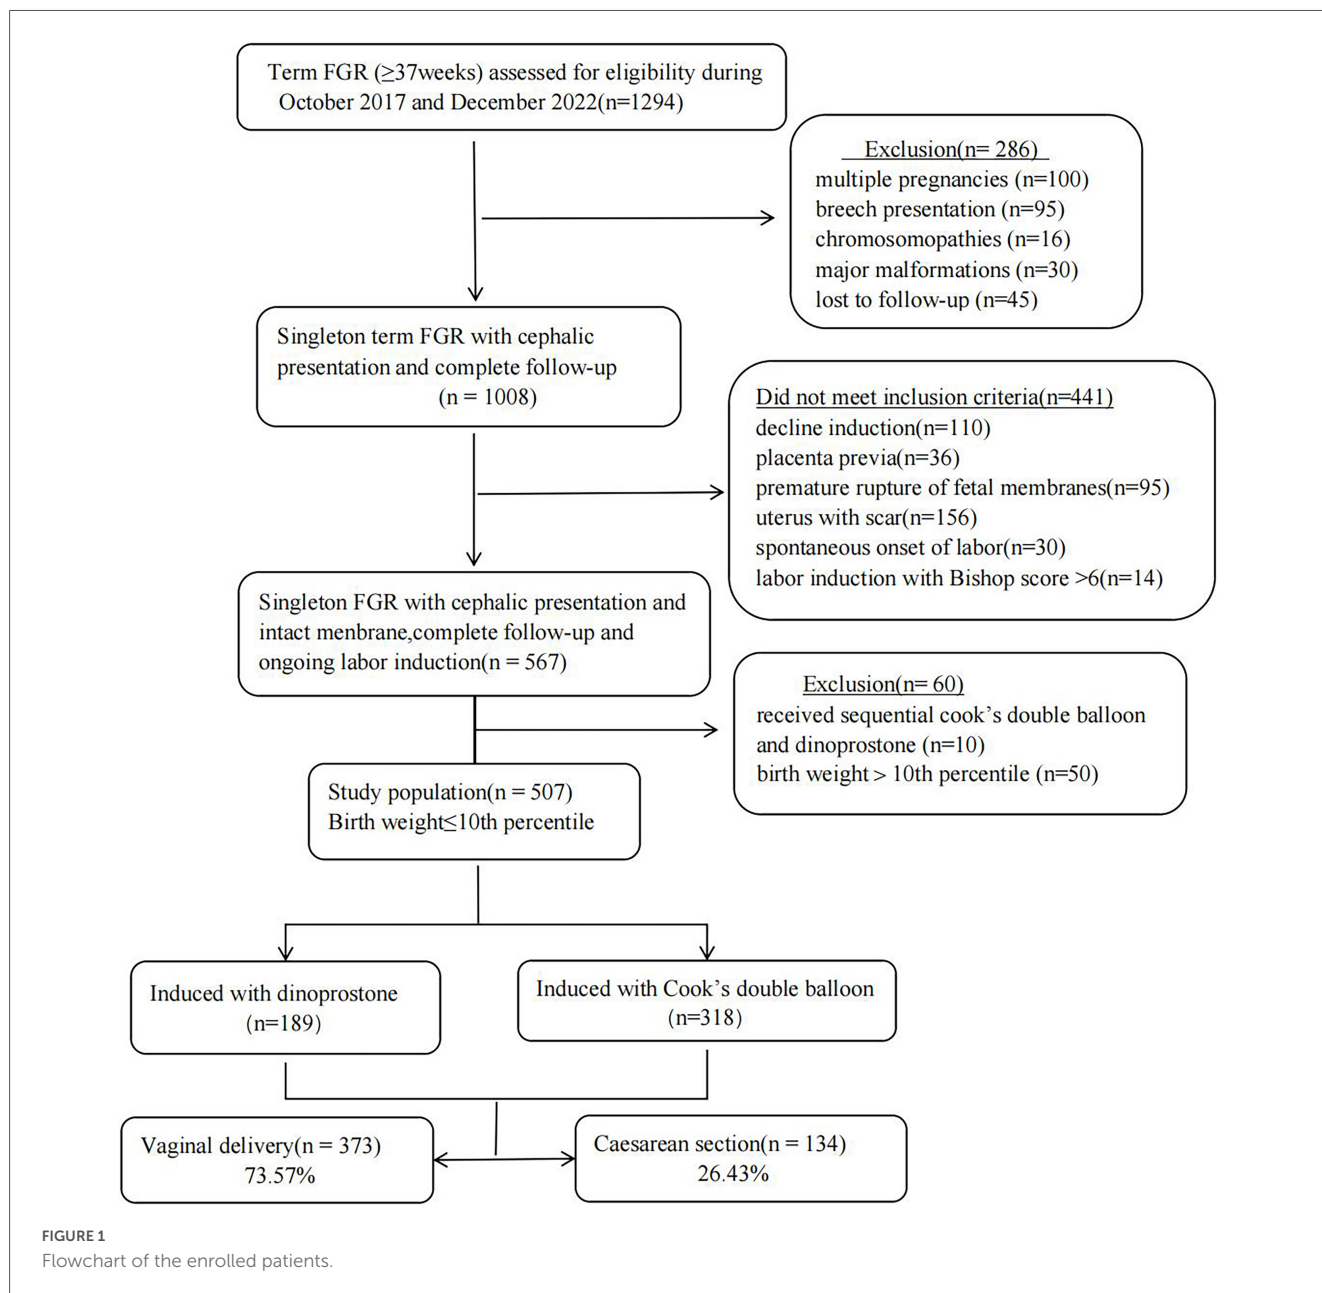 Term FGR (≥37weeks) assessed for eligibility during
October 2017 and December 2022(n=1294)
Exclusion(n= 286)
multiple pregnancies (n=100)
breech presentation (n=95)
chromosomopathies (n=16)
major malformations (n=30)
lost to follow-up (n=45)
Singleton term FGR with cephalic
presentation and complete follow-up
(n = 1008)
Did not meet inclusion criteria(n=441)
decline induction(n=110)
placenta previa(n=36)
premature rupture of fetal membranes(n=95)
uterus with scar(n=156)
spontaneous onset of labor(n=30)
labor induction with Bishop score >6(n=14)
Singleton FGR with cephalic presentation and
intact menbrane,complete follow-up and
ongoing labor induction(n = 567)
Exclusion(n= 60)
received sequential cook’s double balloon
and dinoprostone (n=10)
birth weight > 10th percentile (n=50)
Study population(n = 507)
Birth weight≤10th percentile
Induced with dinoprostone
(n=189)
Induced with Cook’s double balloon
(n=318)
Vaginal delivery(n = 373)
73.57%
Caesarean section(n = 134)
26.43%
FIGURE 1
Flowchart of the enrolled patients.